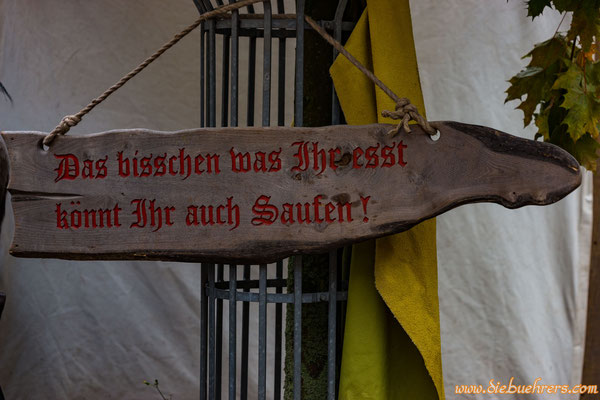 Das bisschen was Ihr esst
könnt Ihr auch Saufen!
www.diebuehrers.com